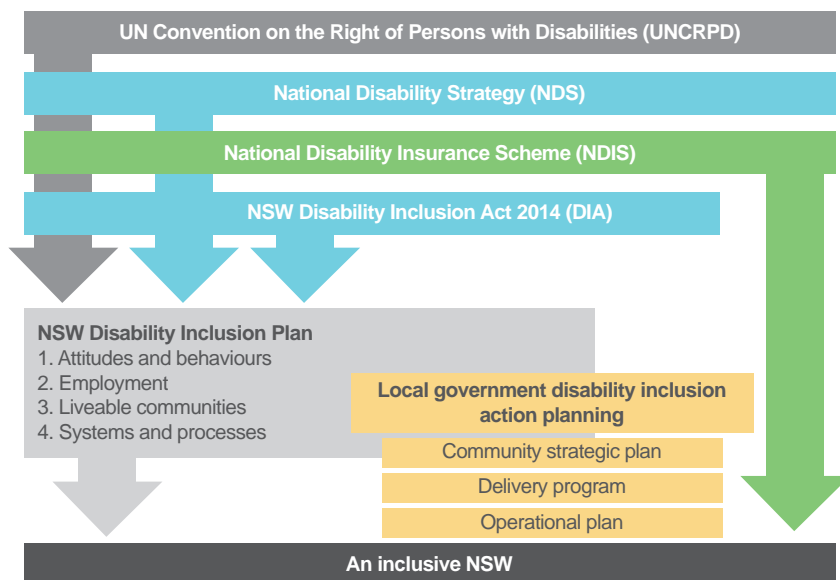 UN Convention on the Right of Persons with Disabilities (UNCRPD)
National Disability Strategy (NDS)
National Disability Insurance Scheme (NDIS)
NSW Disability Inclusion Act 2014 (DIA)
NSW Disability Inclusion Plan
1. Attitudes and behaviours
2. Employment
3. Liveable communities
4. Systems and processes
Local government disability inclusion
action planning
Community strategic plan
Delivery program
Operational plan
An inclusive NSW